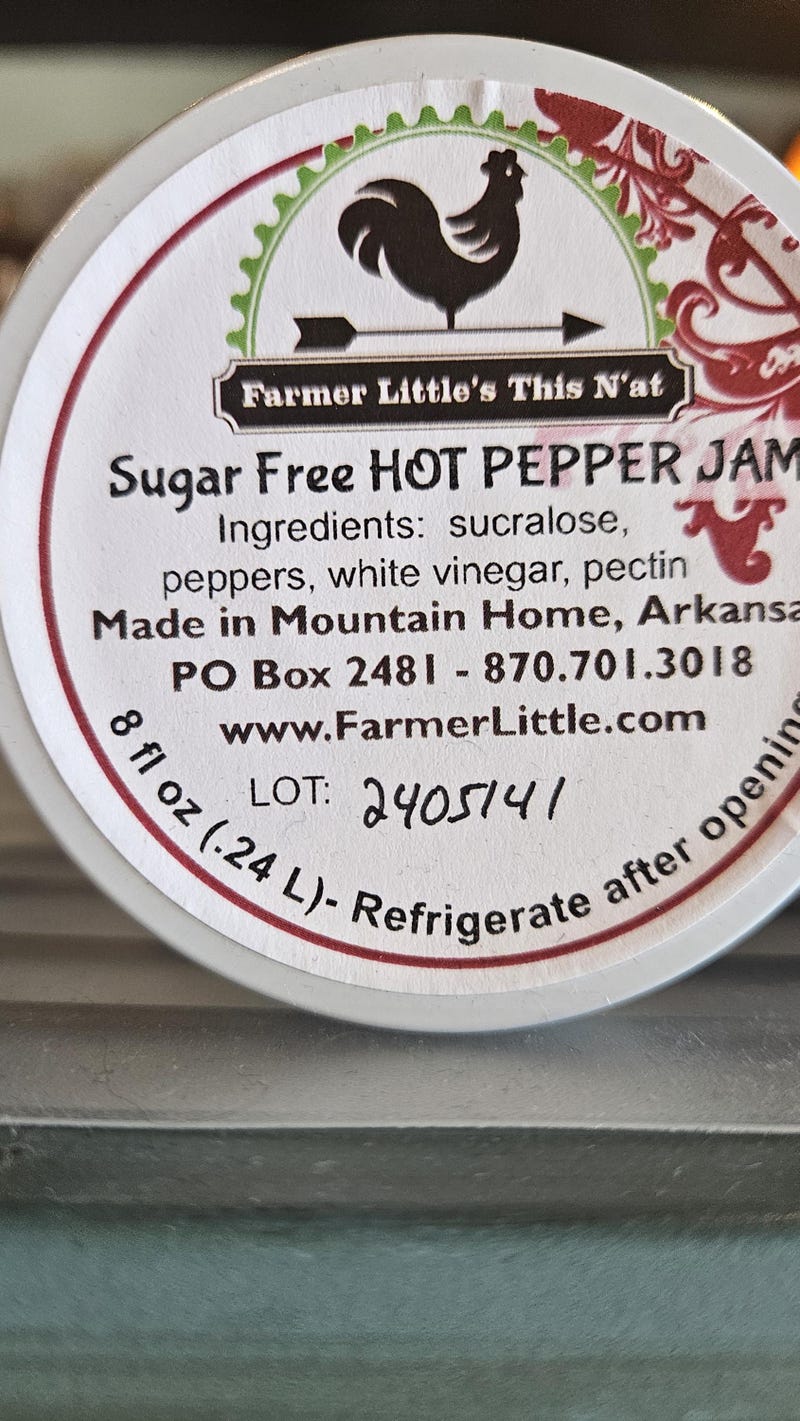 Farmer Little's This N'at
Sugar Free HOT PEPPER JAM
Ingredients: sucralose,
peppers, white vinegar, pectin
Made in Mountain Home, Arkansa
PO Box 2481 - 870.701.3018
www.FarmerLittle.com
LOT: 2405141
8 fl oz (.24 L)- Refrigerate after opening